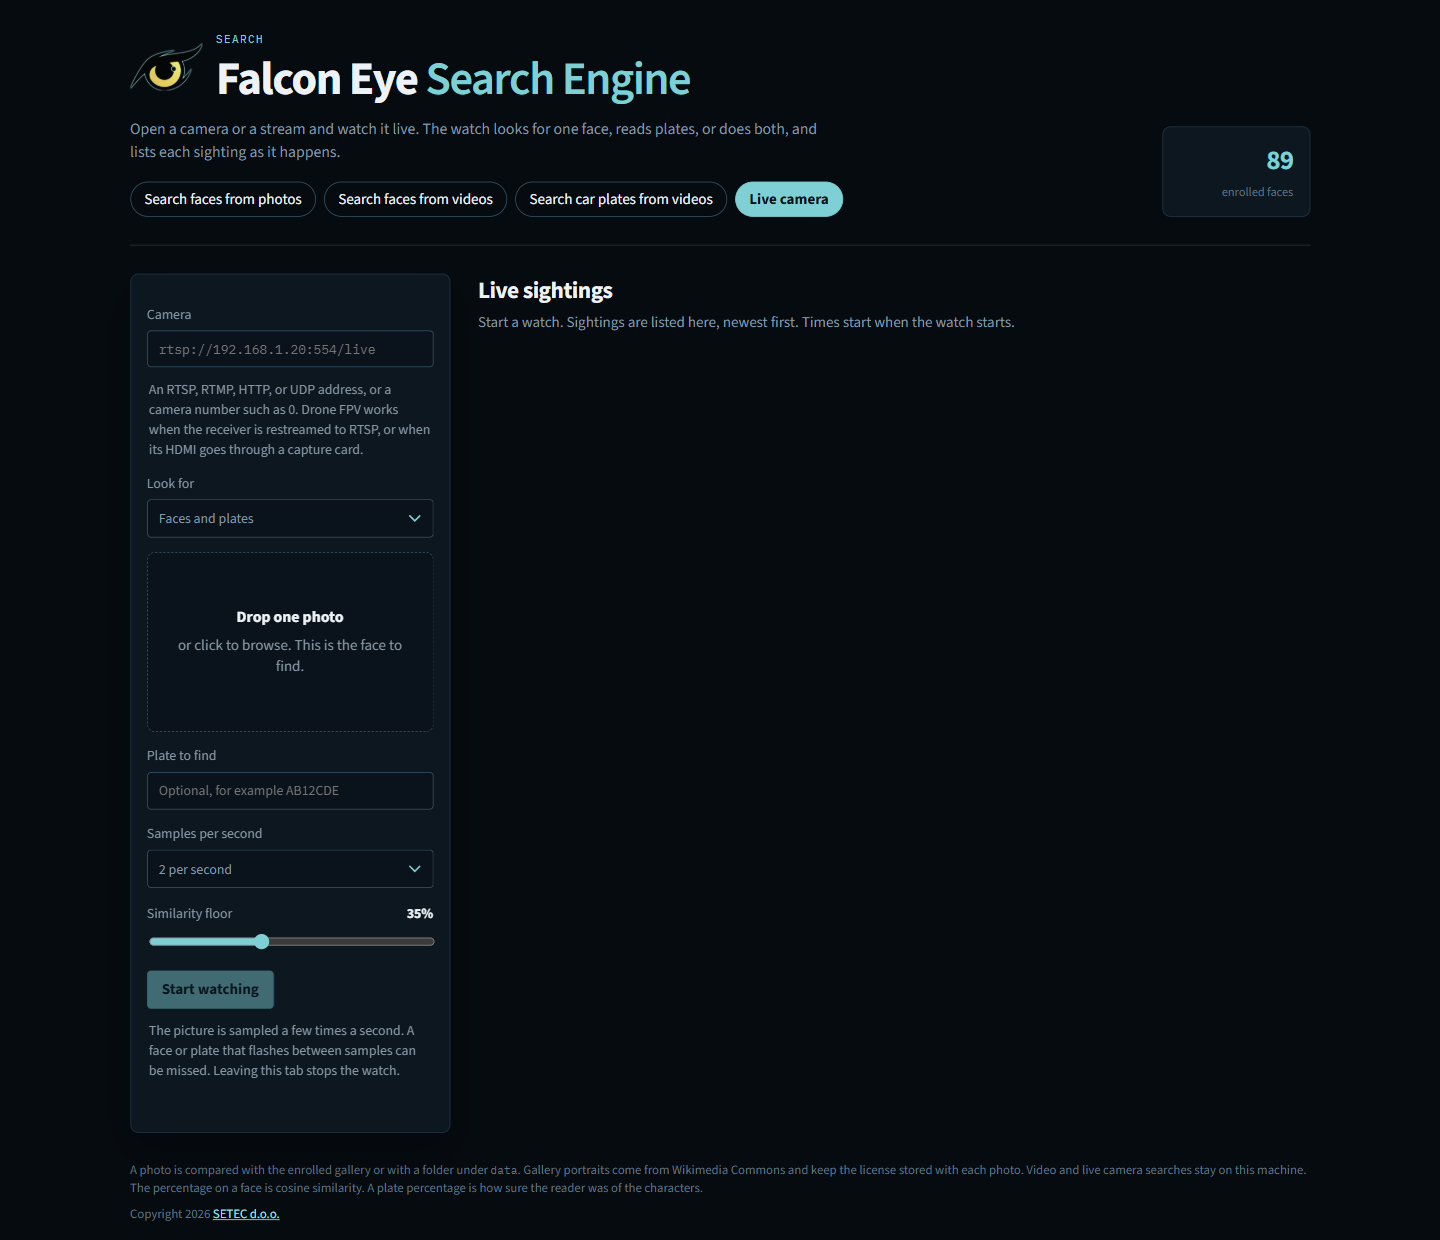 SEARCH
Falcon Eye Search Engine
Open a camera or a stream and watch it live. The watch looks for one face, reads plates, or does both, and
lists each sighting as it happens.
89
enrolled faces
Search faces from photos
Search faces from videos
Search car plates from videos
Live camera
Camera
rtsp://192.168.1.20:554/live
An RTSP, RTMP, HTTP, or UDP address, or a
camera number such as 0. Drone FPV works
when the receiver is restreamed to RTSP, or when
its HDMI goes through a capture card.
Look for
Faces and plates
Drop one photo
or click to browse. This is the face to
find.
Plate to find
Optional, for example AB12CDE
Samples per second
2 per second
Similarity floor
35%
Start watching
The picture is sampled a few times a second. A
face or plate that flashes between samples can
be missed. Leaving this tab stops the watch.
Live sightings
Start a watch. Sightings are listed here, newest first. Times start when the watch starts.
A photo is compared with the enrolled gallery or with a folder under data. Gallery portraits come from Wikimedia Commons and keep the license stored with each photo. Video and live camera searches stay on this machine.
The percentage on a face is cosine similarity. A plate percentage is how sure the reader was of the characters.
Copyright 2026 SETEC d.o.o.